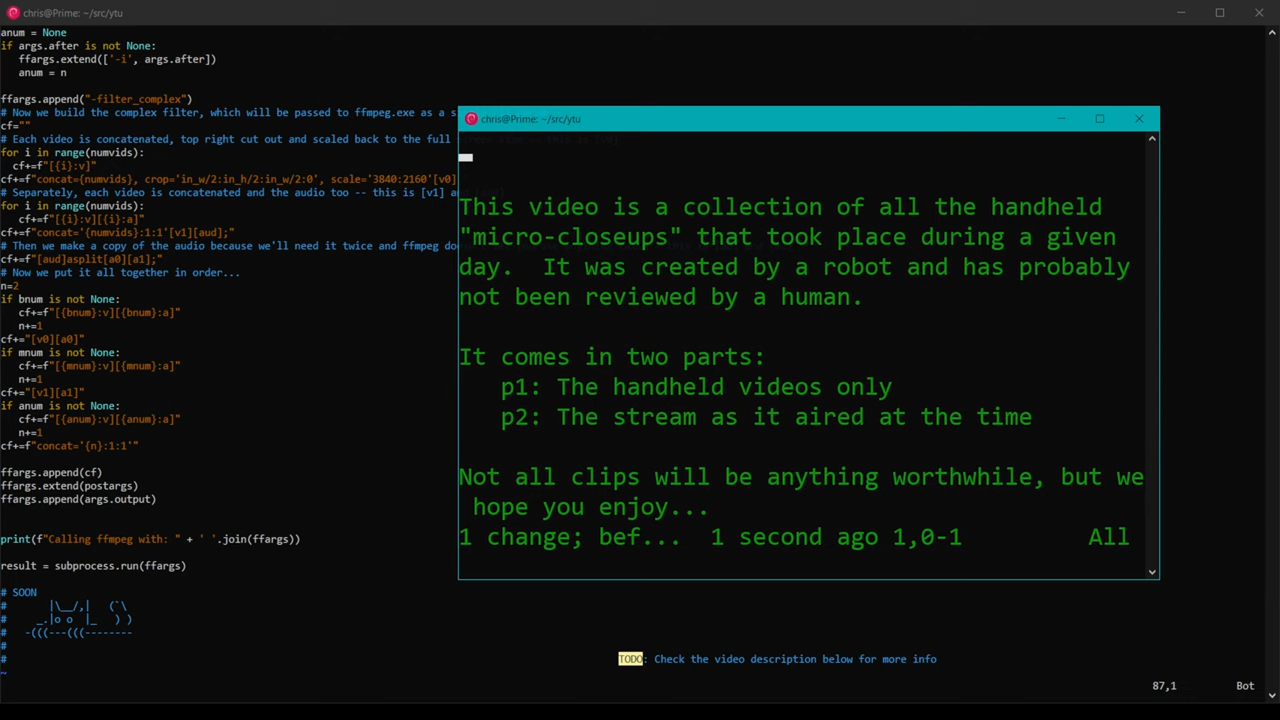 chris@Prime: ~/src/ytu
anum = None
if args.after is not None:
   ffargs.extend(['-i', args.after])
   anum = n
ffargs.append("-filter_complex")
# Now we build the complex filter, which will be passed to ffmpeg.exe as a s
cf=""
# Each video is concatenated, top right cut out and scaled back to the full
for i in range(numvids):
  cf+=f"[{i}:v]"
cf+=f"concat={numvids}, crop='in_w/2:in_h/2:in_w/2:0', scale='3840:2160'[v0]
# Separately, each video is concatenated and the audio too -- this is [v1] a
for i in range(numvids):
   cf+=f"[{i}:v][{i}:a]"
cf+=f"concat='{numvids}:1:1'[v1][aud];"
# Then we make a copy of the audio because we'll need it twice and ffmpeg do
cf+=f"[aud]asplit[a0][a1];"
# Now we put it all together in order...
n=2
if bnum is not None:
   cf+=f"[{bnum}:v][{bnum}:a]"
   n+=1
cf+="[v0][a0]"
if mnum is not None:
   cf+=f"[{mnum}:v][{mnum}:a]"
   n+=1
cf+="[v1][a1]"
if anum is not None:
   cf+=f"[{anum}:v][{anum}:a]"
   n+=1
cf+=f"concat='{n}:1:1'"
ffargs.append(cf)
ffargs.extend(postargs)
ffargs.append(args.output)
print(f"Calling ffmpeg with: " + ' '.join(ffargs))
result = subprocess.run(ffargs)
# SOON
#     |\__/,|   (`\
#   _.|o o  |_   ) )
#  -(((---(((--------
#
#
~
chris@Prime: ~/src/ytu
This video is a collection of all the handheld
"micro-closeups" that took place during a given
day.  It was created by a robot and has probably
not been reviewed by a human.
It comes in two parts:
   p1: The handheld videos only
   p2: The stream as it aired at the time
Not all clips will be anything worthwhile, but we
 hope you enjoy...
1 change; bef...  1 second ago 1,0-1         All
TODO: Check the video description below for more info
87,1 Bot